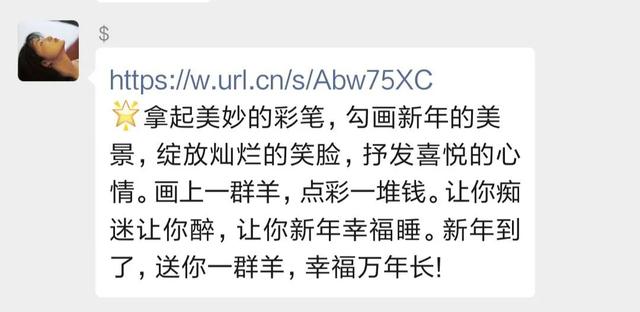 $
https://w.url.cn/s/Abw75XC
🌟拿起美妙的彩笔，勾画新年的美
景，绽放灿烂的笑脸，抒发喜悦的心
情。画上一群羊，点彩一堆钱。让你痴
迷让你醉，让你新年幸福睡。新年到
了，送你一群羊，幸福万年长!